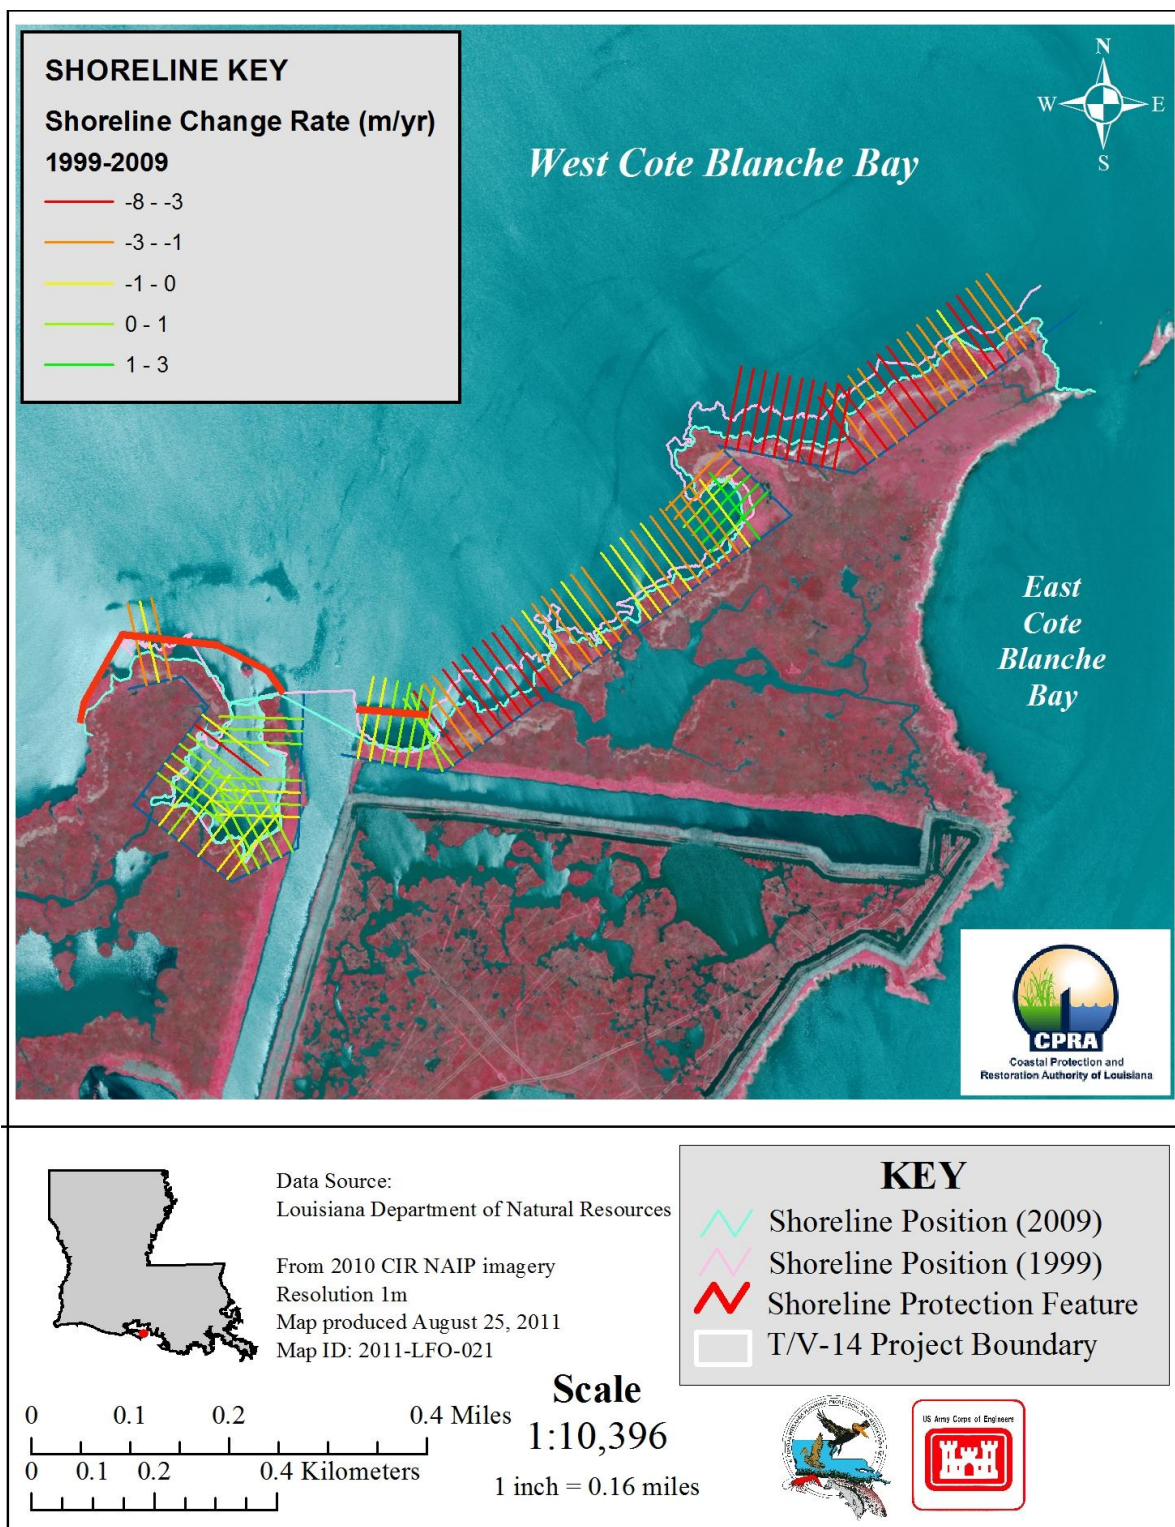 SHORELINE KEY
Shoreline Change Rate (m/yr)
1999-2009
-8 - -3
-3 - -1
-1 - 0
0 - 1
1 - 3
N
W
E
S
West Cote Blanche Bay
East
Cote
Blanche
Bay
CPRA
Coastal Protection and
Restoration Authority of Louisiana
Data Source:
Louisiana Department of Natural Resources
From 2010 CIR NAIP imagery
Resolution 1m
Map produced August 25, 2011
Map ID: 2011-LFO-021
KEY
Shoreline Position (2009)
Shoreline Position (1999)
Shoreline Protection Feature
T/V-14 Project Boundary
Scale
1:10,396
1 inch = 0.16 miles
0 0.1 0.2 0.4 Miles
0 0.1 0.2 0.4 Kilometers
US Army Corps of Engineers